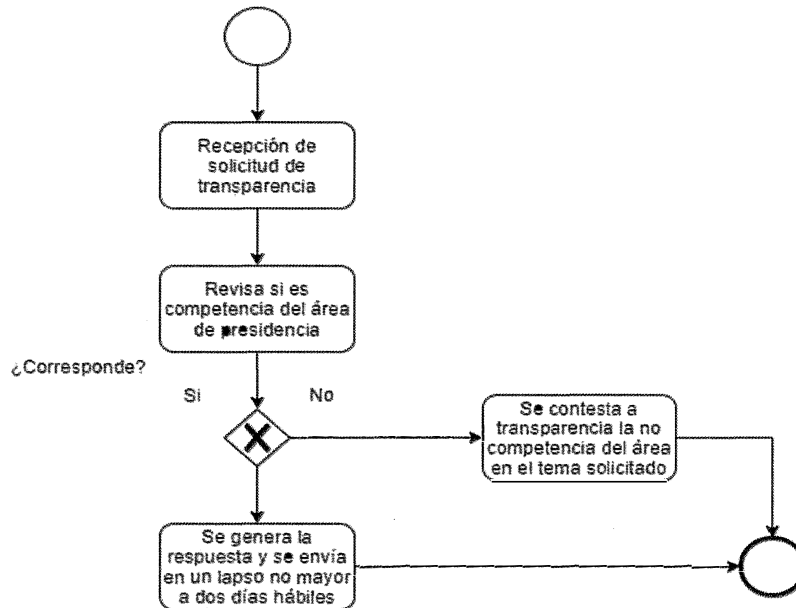 Recepción de
solicitud de
transparencia
Revisa si es
competencia del área
de presidencia
¿Corresponde?
Si
No
Se contesta a
transparencia la no
competencia del área
en el tema solicitado
Se genera la
respuesta y se envía
en un lapso no mayor
a dos días hábiles